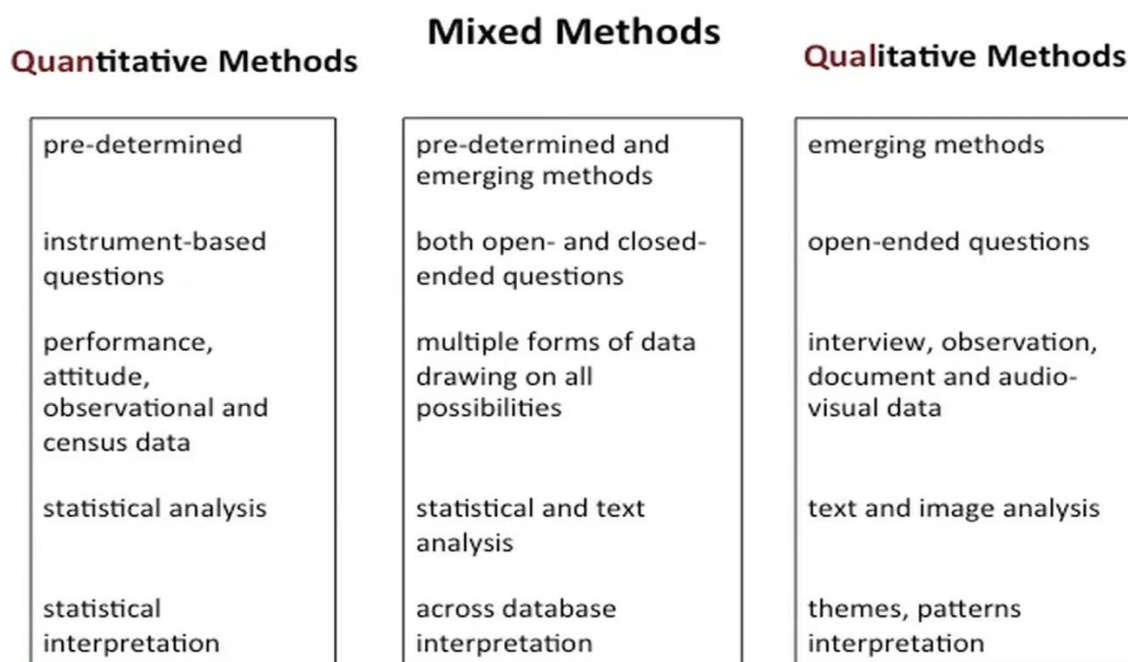 Mixed Methods
Quantitative Methods
Qualitative Methods
pre-determined
instrument-based
questions
performance,
attitude,
observational and
census data
statistical analysis
statistical
interpretation
pre-determined and
emerging methods
both open- and closed-
ended questions
multiple forms of data
drawing on all
possibilities
statistical and text
analysis
across database
interpretation
emerging methods
open-ended questions
interview, observation,
document and audio-
visual data
text and image analysis
themes, patterns
interpretation